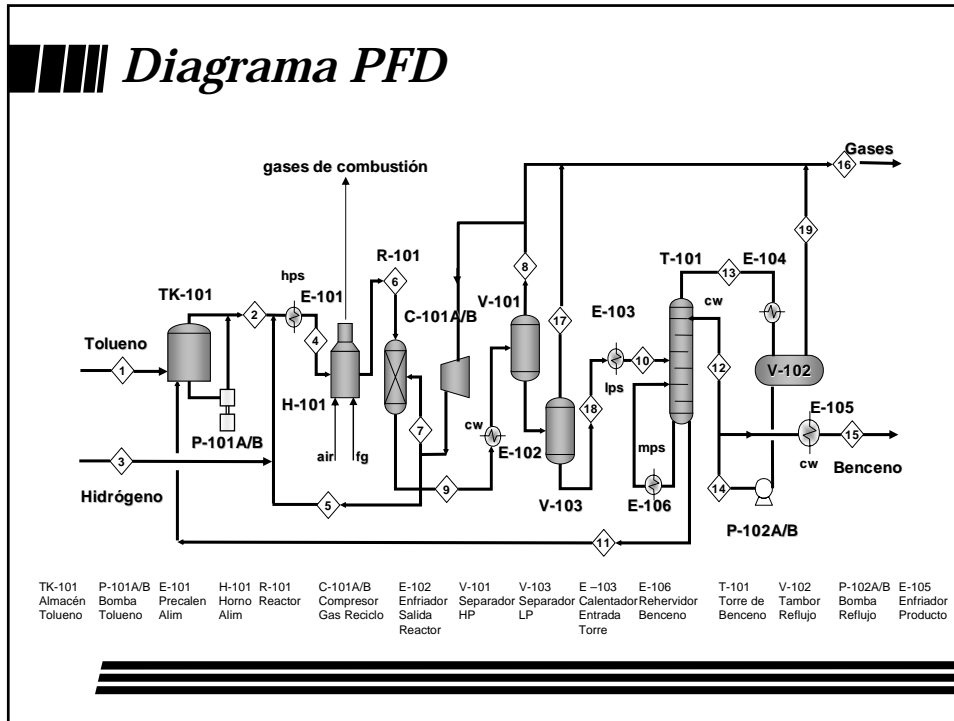 Diagrama PFD
Gases
16
gases de combustión
19
R-101
T-101
E-104
8
hps
6
13
V-101
TK-101
E-101
C-101A/B
cw
2
17
E-103
4
Tolueno
10
12
V-102
1
lps
18
E-105
H-101
7
cw
15
P-101A/B
E-102
mps
air
fg
cw
Benceno
3
9
14
Hidrógeno
5
V-103
E-106
P-102A/B
11
TK-101 P-101A/B E-101 H-101 R-101 C-101A/B E-102 V-101 V-103 E –103 E-106 T-101 V-102 P-102A/B E-105
Almacén Bomba Precalen Horno Reactor Compresor Enfriador Separador Separador Calentador Rehervidor Torre de Tambor Bomba Enfriador
Tolueno Tolueno Alim Alim Gas Reciclo Salida HP LP Entrada Benceno Benceno Reflujo Reflujo Producto
Reactor Torre